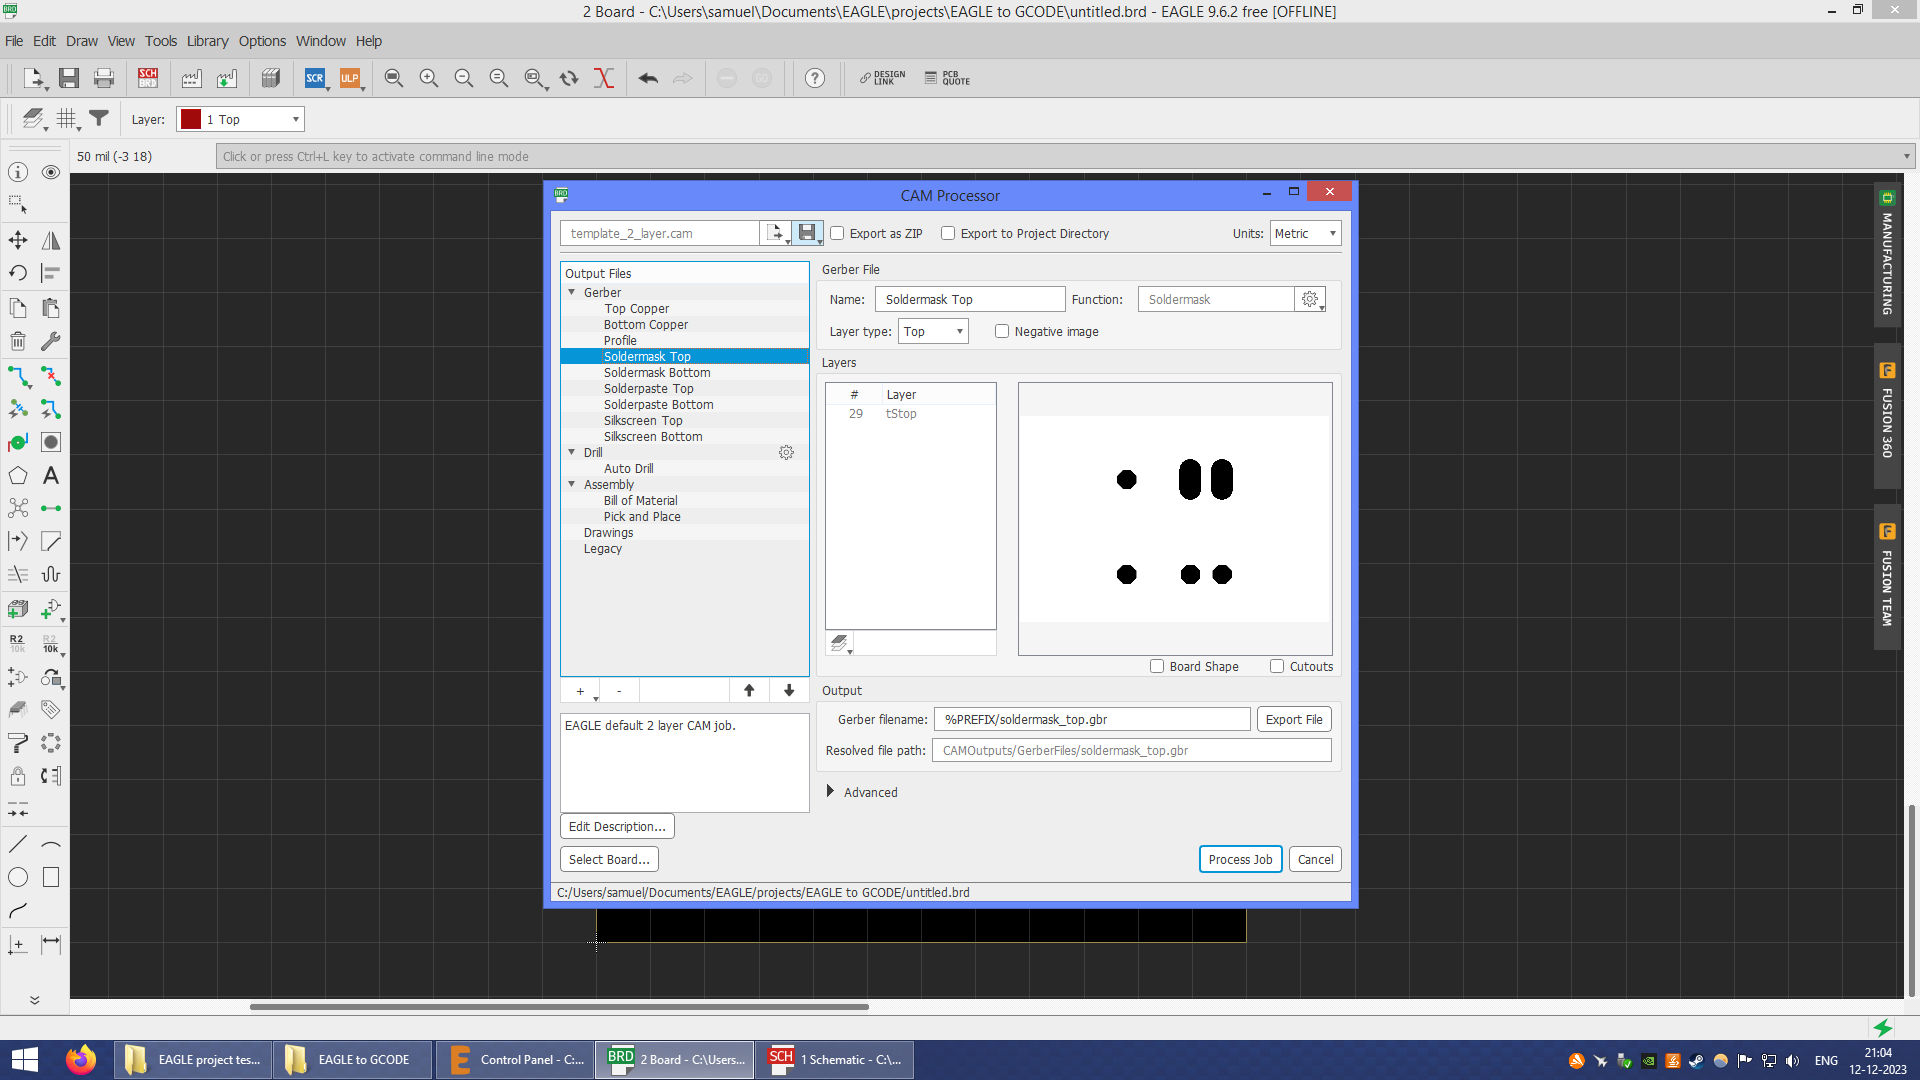 2 Board - C:\Users\samuel\Documents\EAGLE\projects\EAGLE to GCODE\untitled.brd - EAGLE 9.6.2 free [OFFLINE]
File Edit Draw View Tools Library Options Window Help
SCH BRD SCR ULP GO DESIGN LINK PCB QUOTE
Layer: 1 Top
50 mil (-3 18) Click or press Ctrl+L key to activate command line mode
CAM Processor
template_2_layer.cam Export as ZIP Export to Project Directory Units: Metric
Output Files
Gerber
Top Copper
Bottom Copper
Profile
Soldermask Top
Soldermask Bottom
Solderpaste Top
Solderpaste Bottom
Silkscreen Top
Silkscreen Bottom
Drill
Auto Drill
Assembly
Bill of Material
Pick and Place
Drawings
Legacy
+ -
EAGLE default 2 layer CAM job.
Edit Description...
Select Board...
Gerber File
Name: Soldermask Top Function: Soldermask
Layer type: Top Negative image
Layers
# Layer
29 tStop
Board Shape Cutouts
Output
Gerber filename: %PREFIX/soldermask_top.gbr Export File
Resolved file path: CAMOutputs/GerberFiles/soldermask_top.gbr
Advanced
Process Job Cancel
C:/Users/samuel/Documents/EAGLE/projects/EAGLE to GCODE/untitled.brd
MANUFACTURING
FUSION 360
FUSION TEAM
R2 10k R2 10k
EAGLE project tes... EAGLE to GCODE Control Panel - C:... BRD 2 Board - C:\Users... SCH 1 Schematic - C:\... ENG 21:04
12-12-2023